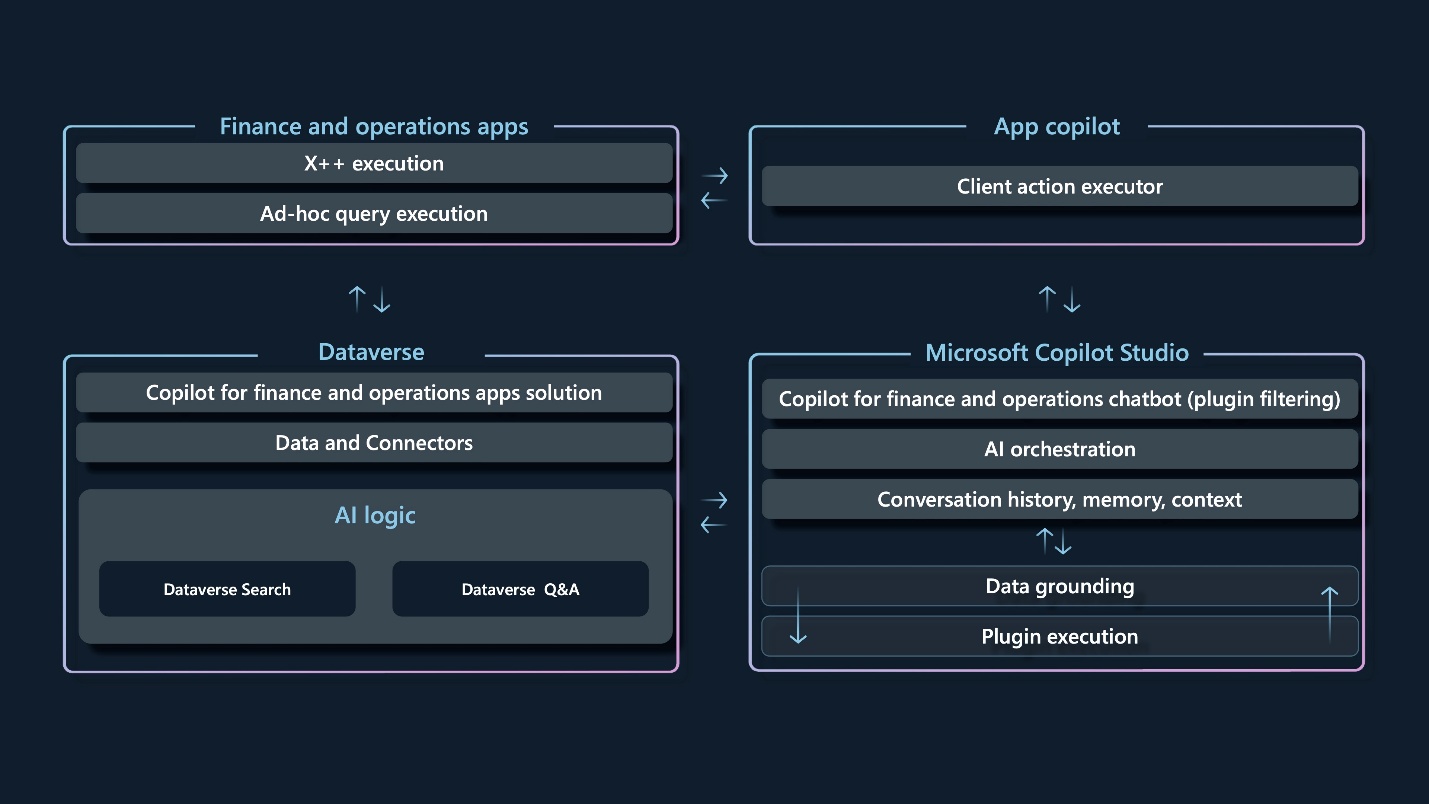 Finance and operations apps
X++ execution
Ad-hoc query execution
App copilot
Client action executor
Dataverse
Copilot for finance and operations apps solution
Data and Connectors
AI logic
Dataverse Search
Dataverse Q&A
Microsoft Copilot Studio
Copilot for finance and operations chatbot (plugin filtering)
AI orchestration
Conversation history, memory, context
Data grounding
Plugin execution